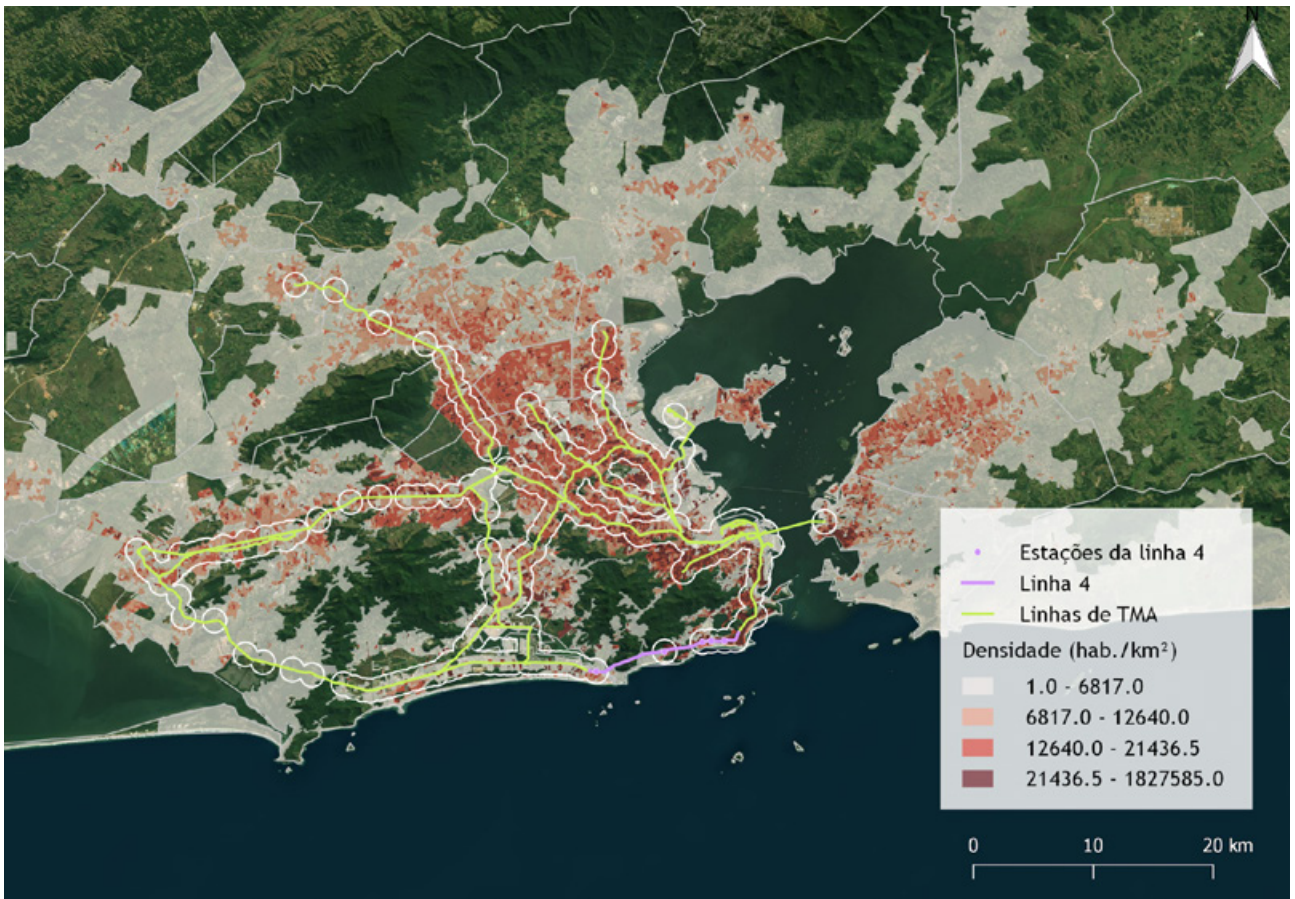 N
Estações da linha 4
Linha 4
Linhas de TMA
Densidade (hab./km²)
1.0 - 6817.0
6817.0 - 12640.0
12640.0 - 21436.5
21436.5 - 1827585.0
0 10 20 km